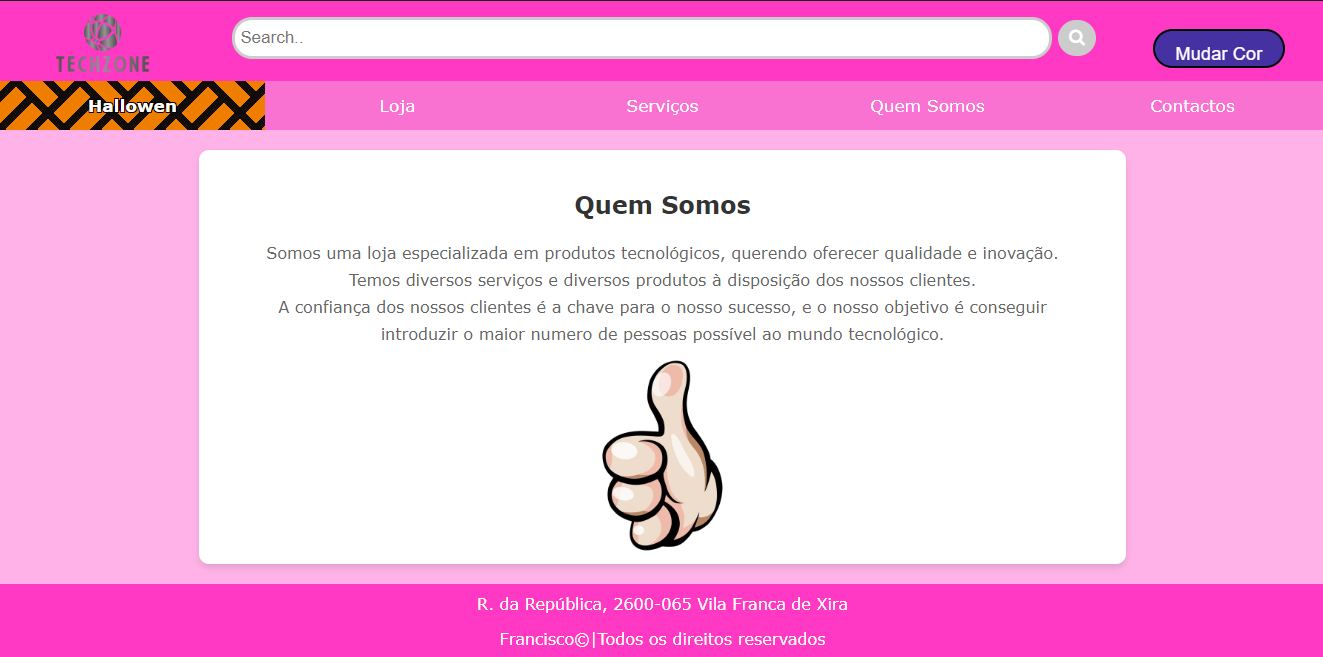 TECHZONE
Search..
Mudar Cor
Hallowen
Loja
Serviços
Quem Somos
Contactos
Quem Somos
Somos uma loja especializada em produtos tecnológicos, querendo oferecer qualidade e inovação.
Temos diversos serviços e diversos produtos à disposição dos nossos clientes.
A confiança dos nossos clientes é a chave para o nosso sucesso, e o nosso objetivo é conseguir
introduzir o maior numero de pessoas possível ao mundo tecnológico.
R. da República, 2600-065 Vila Franca de Xira
Francisco©|Todos os direitos reservados